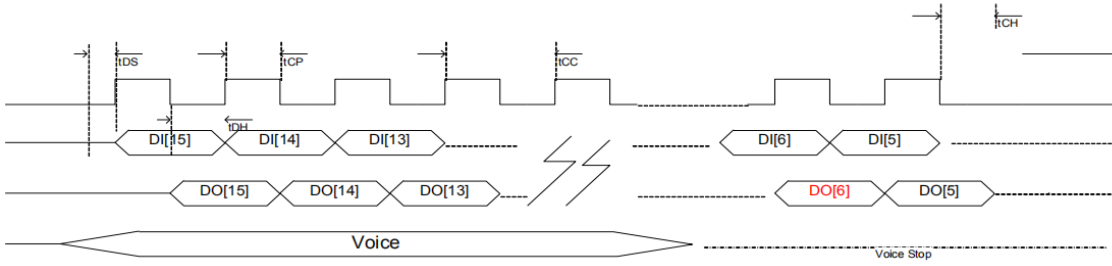 tCH
tDS
tCP
tCC
tDH
DI[15]
DI[14]
DI[13]
DI[6]
DI[5]
DO[15]
DO[14]
DO[13]
DO[6]
DO[5]
Voice
Voice Stop